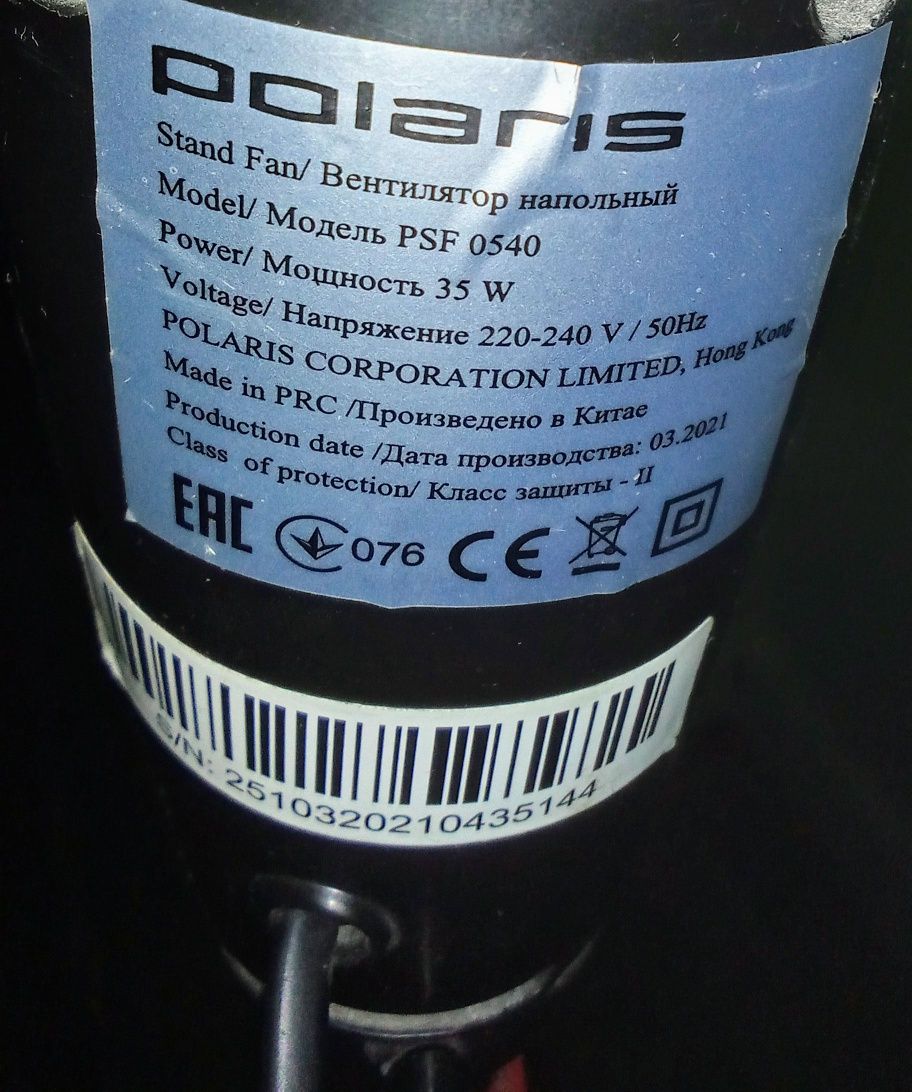 polaris
Stand Fan/ Вентилятор напольный
Model/ Модель PSF 0540
Power/ Мощность 35 W
Voltage/ Напряжение 220-240 V / 50Hz
POLARIS CORPORATION LIMITED, Hong Kong
Made in PRC /Произведено в Китае
Production date /Дата производства: 03.2021
Class of protection/ Класс защиты - II
EAC 076 CE
S/N: 2510320210435144